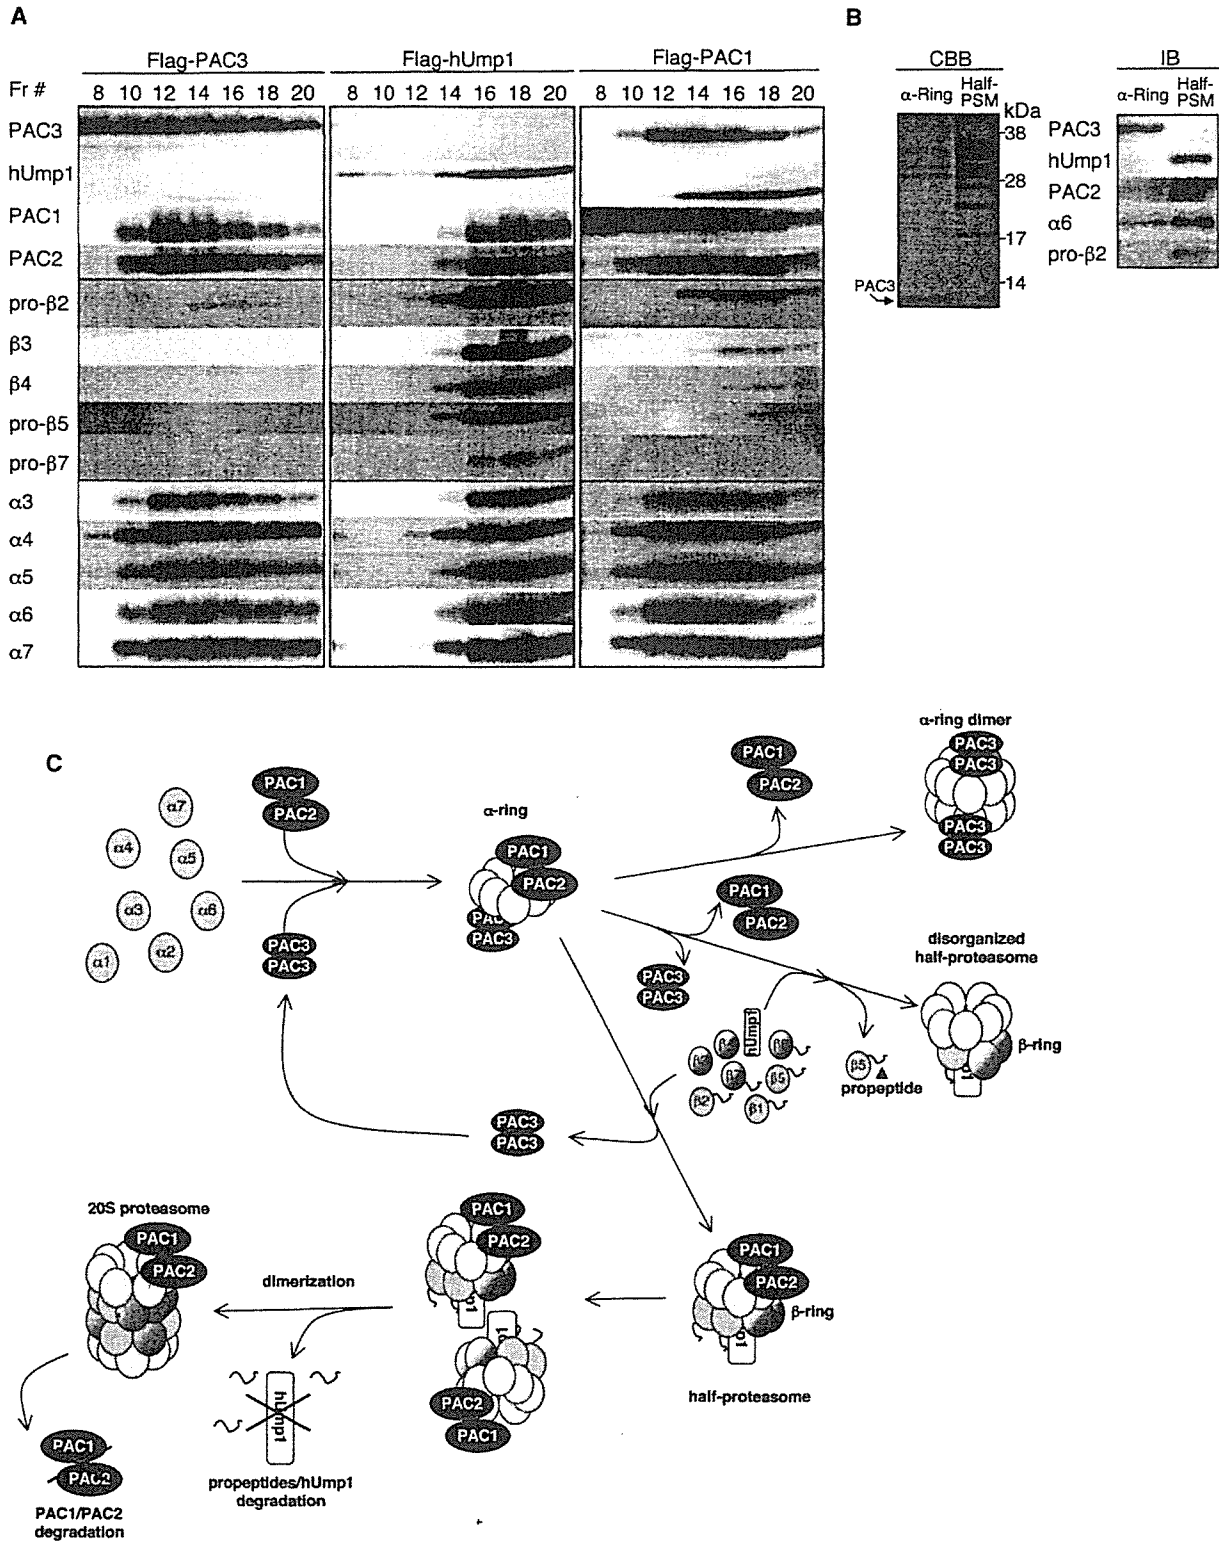 A
Flag-PAC3 Flag-hUmp1 Flag-PAC1
Fr # 8 10 12 14 16 18 20 8 10 12 14 16 18 20 8 10 12 14 16 18 20
PAC3
hUmp1
PAC1
PAC2
pro-β2
β3
β4
pro-β5
pro-β7
α3
α4
α5
α6
α7
B
CBB
α-Ring Half-PSM
kDa
38
28
17
14
PAC3
IB
α-Ring Half-PSM
PAC3
hUmp1
PAC2
α6
pro-β2
C
α7
α4
α5
α3
α6
α1
α2
PAC1
PAC2
PAC3
PAC3
α-ring
PAC1
PAC2
PAC3
PAC1
PAC2
α-ring dimer
PAC3
PAC3
PAC3
PAC3
PAC1
PAC2
PAC3
PAC3
disorganized
half-proteasome
β-ring
hUmp1
β7
β5
β2
β1
β5
propeptide
PAC3
PAC3
PAC1
PAC2
β-ring
half-proteasome
PAC1
PAC2
PAC2
PAC1
dimerization
20S proteasome
PAC1
PAC2
hUmp1
propeptides/hUmp1
degradation
PAC1
PAC2
PAC1/PAC2
degradation